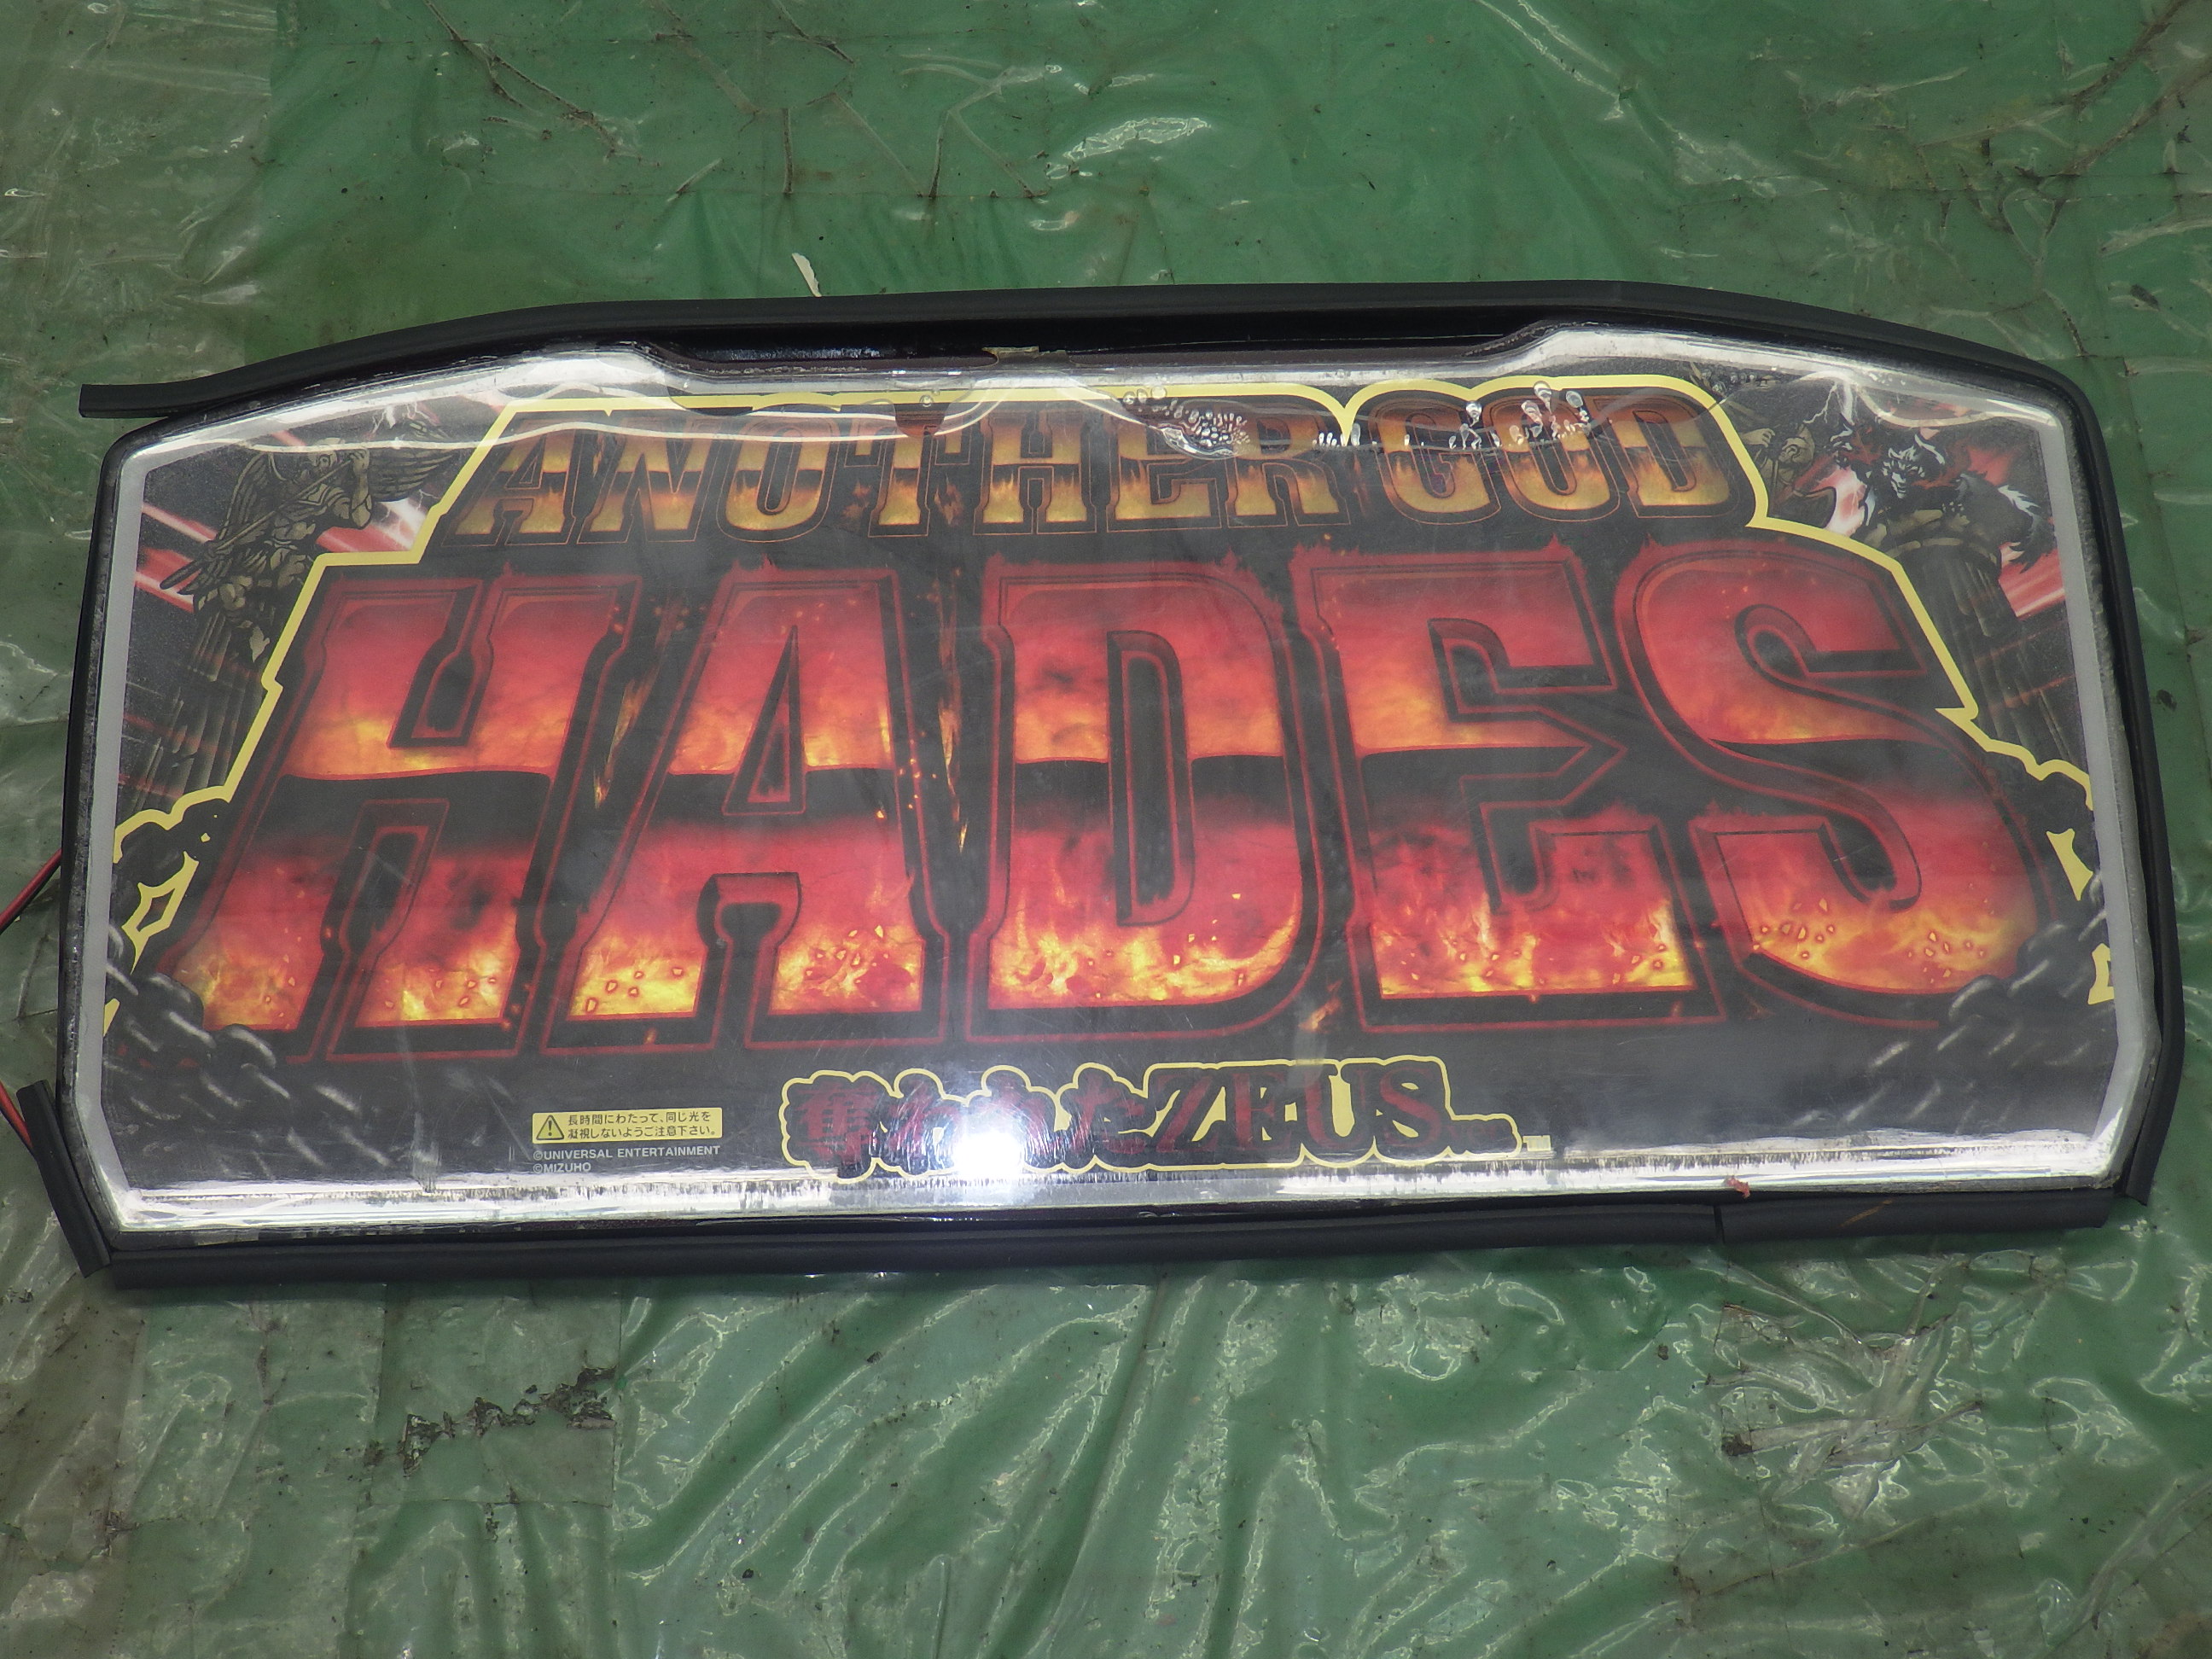 ANOTHER GOD
HADES
奪われたZEUS...™
⚠長時間にわたって、同じ光を
凝視しないようご注意下さい。
©UNIVERSAL ENTERTAINMENT
©MIZUHO